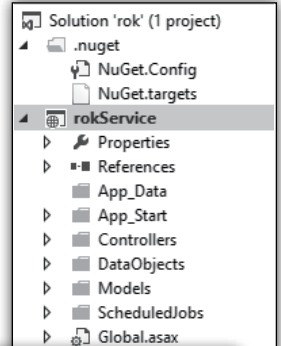 Solution 'rok' (1 project)
.nuget
NuGet.Config
NuGet.targets
rokService
Properties
References
App_Data
App_Start
Controllers
DataObjects
Models
ScheduledJobs
Global.asax